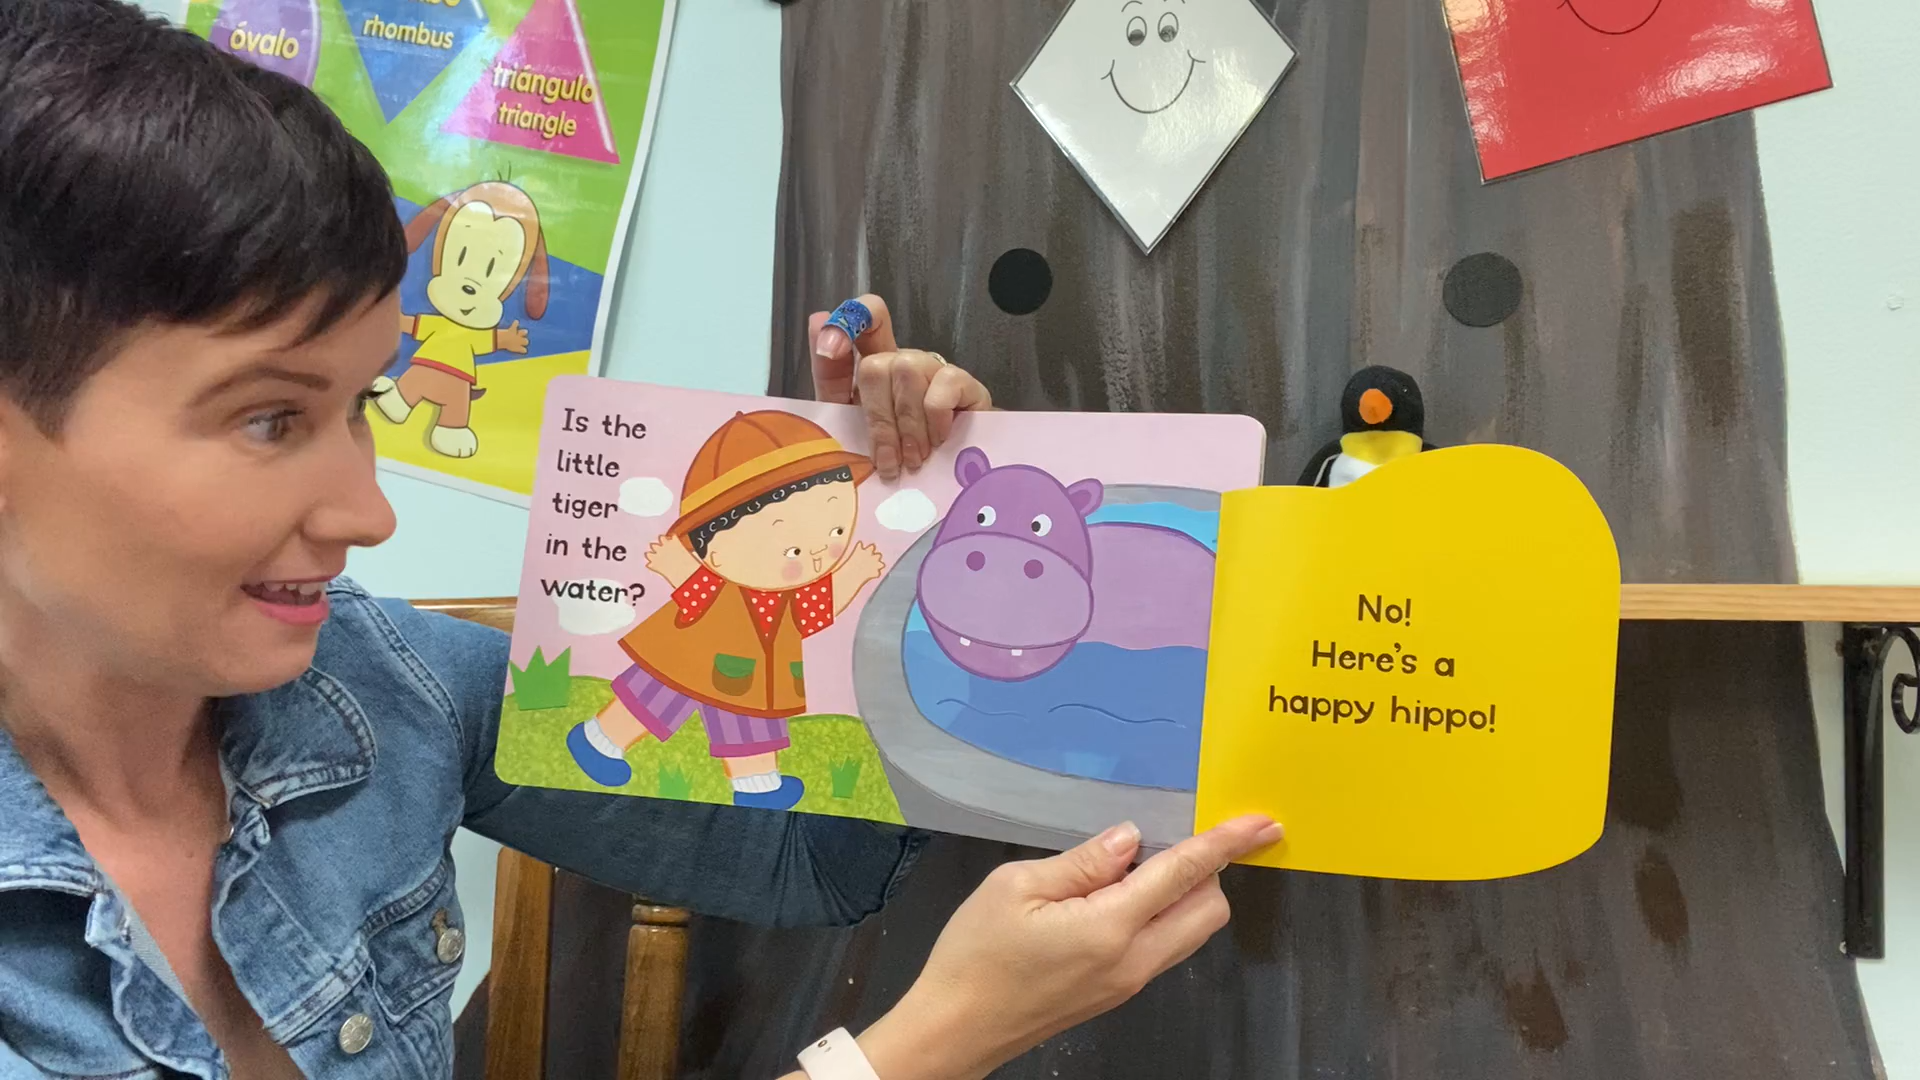 óvalo
rhombus
triángulo
triangle
Is the
little
tiger
in the
water?
No!
Here's a
happy hippo!